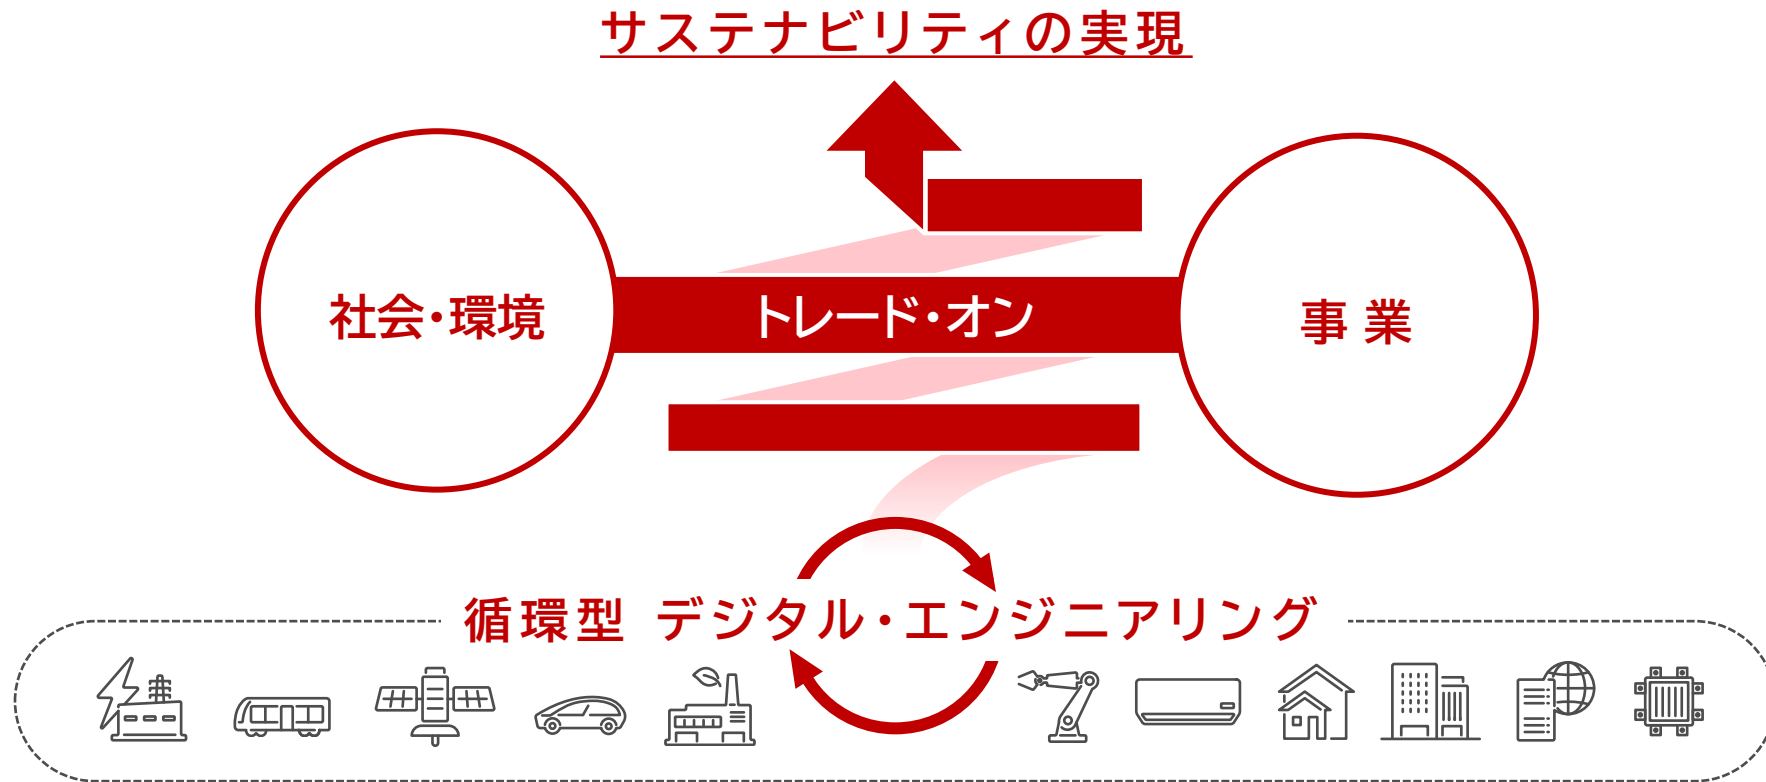 サステナビリティの実現
社会・環境
トレード・オン
事業
循環型 デジタル・エンジニアリング